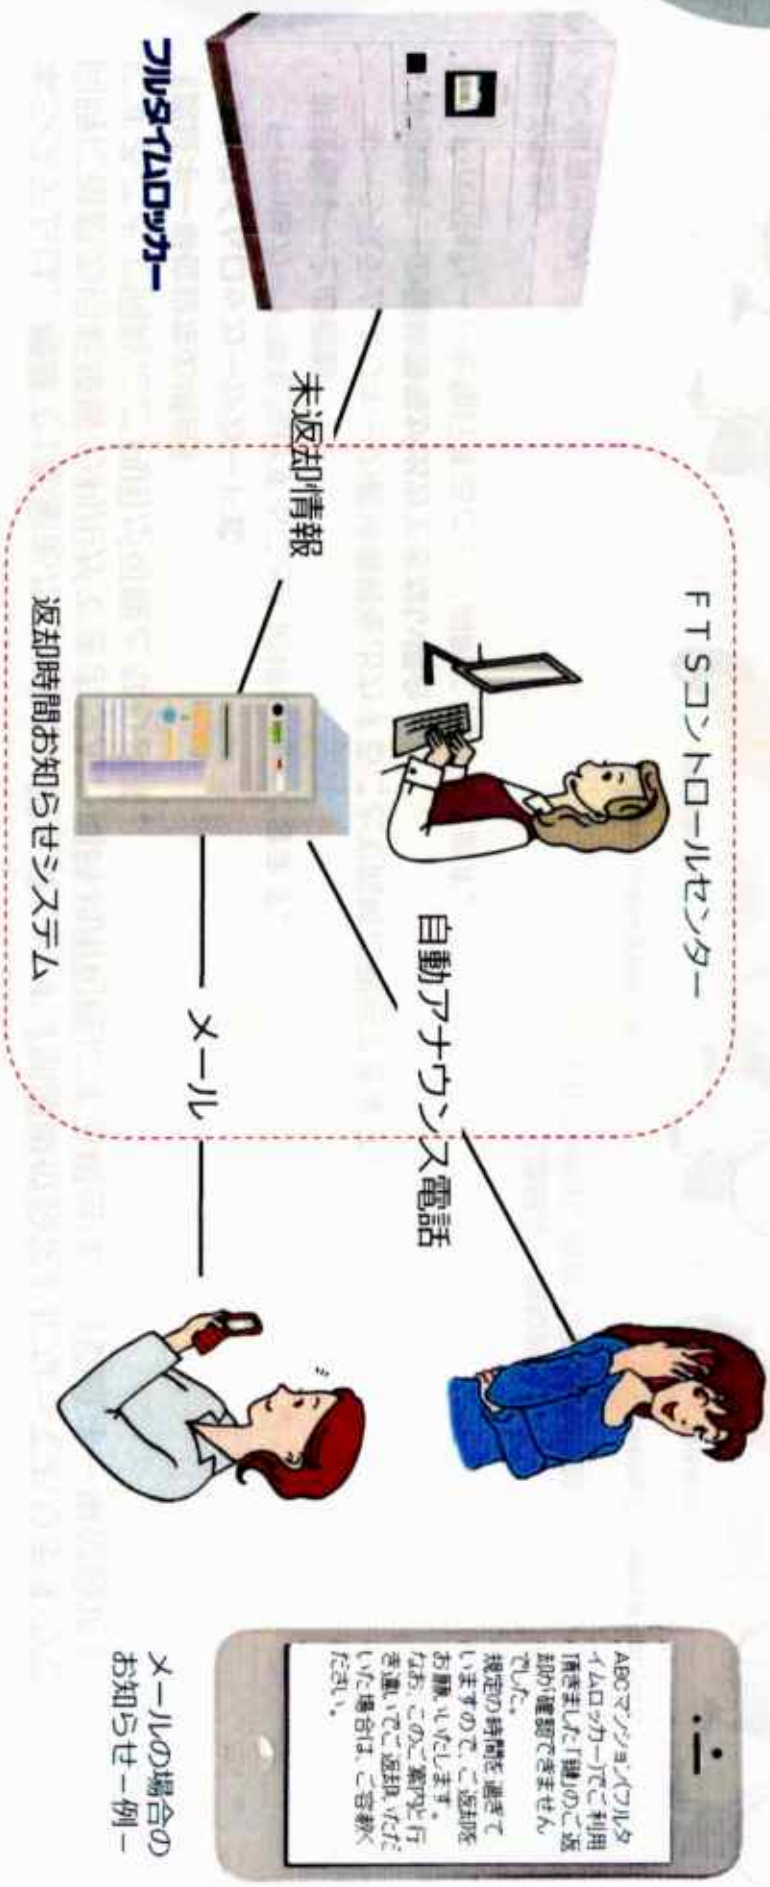 フルタイムロッカー
未返却情報
FTSコントロールセンター
返却時間お知らせシステム
自動アナウンス電話
メール
ABCマンション(フルタ
イムロッカー)でご利用
頂きました「鍵」のご返
却が確認できません
でした。
規定の時間を過ぎて
いますので、ご返却を
お願いいたします。
なお、このご案内と行
き違いでご返却いただ
いた場合は、ご容赦く
ださい。
メールの場合の
お知らせ－例－